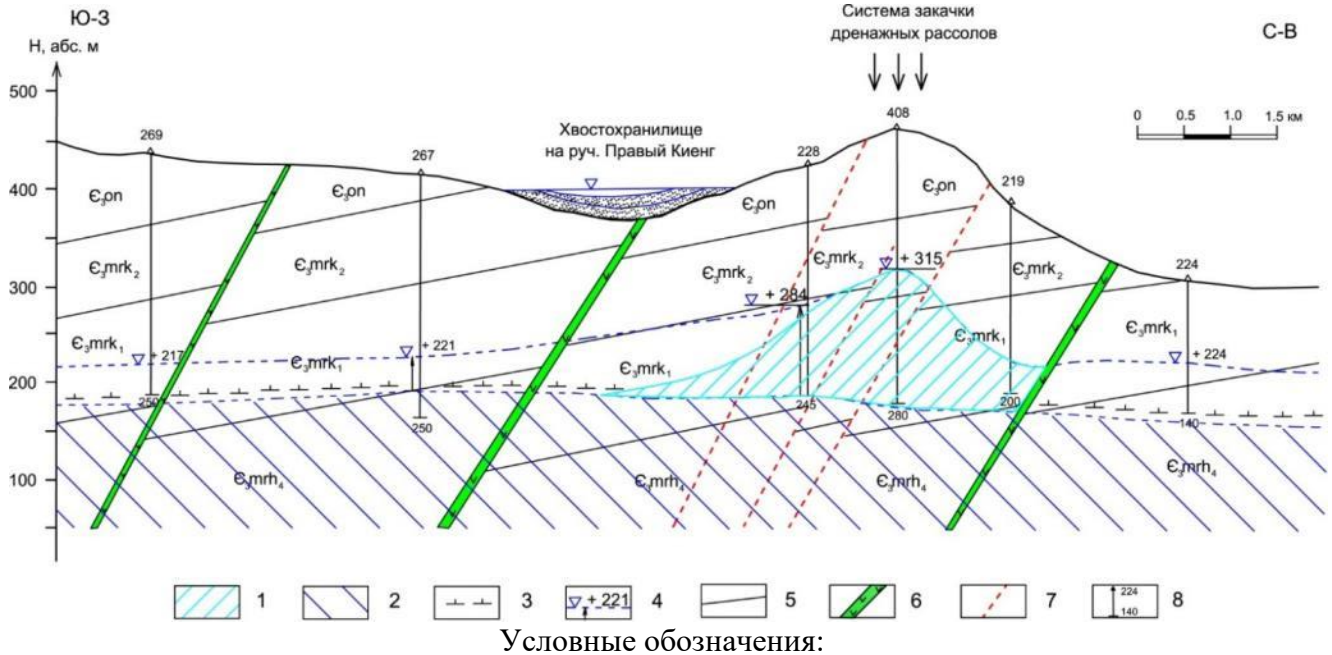 Ю-З
Н, абс. м
Система закачки
дренажных рассолов
С-В
500
400
300
200
100
0 0.5 1.0 1.5 км
Хвостохранилище
на руч. Правый Киенг
269
267
228
408
219
224
Є₃on
Є₃on
Є₃on
Є₃on
Є₃mrk₂
Є₃mrk₂
Є₃mrk₂
Є₃mrk₂
Є₃mrk₂
Є₃mrk₁
Є₃mrk₁
Є₃mrk₁
Є₃mrk₁
Є₃mrk₁
+ 217
+ 221
+ 284
+ 315
+ 224
250
250
245
280
200
140
Є₃mrh₄
Є₃mrh₄
Є₃mrh₄
Є₃mrh₄
1
2
3
+ 221 4
5
6
7
224
140
8
Условные обозначения: